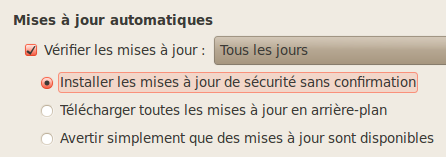 Mises à jour automatiques
Vérifier les mises à jour : Tous les jours
Installer les mises à jour de sécurité sans confirmation
Télécharger toutes les mises à jour en arrière-plan
Avertir simplement que des mises à jour sont disponibles